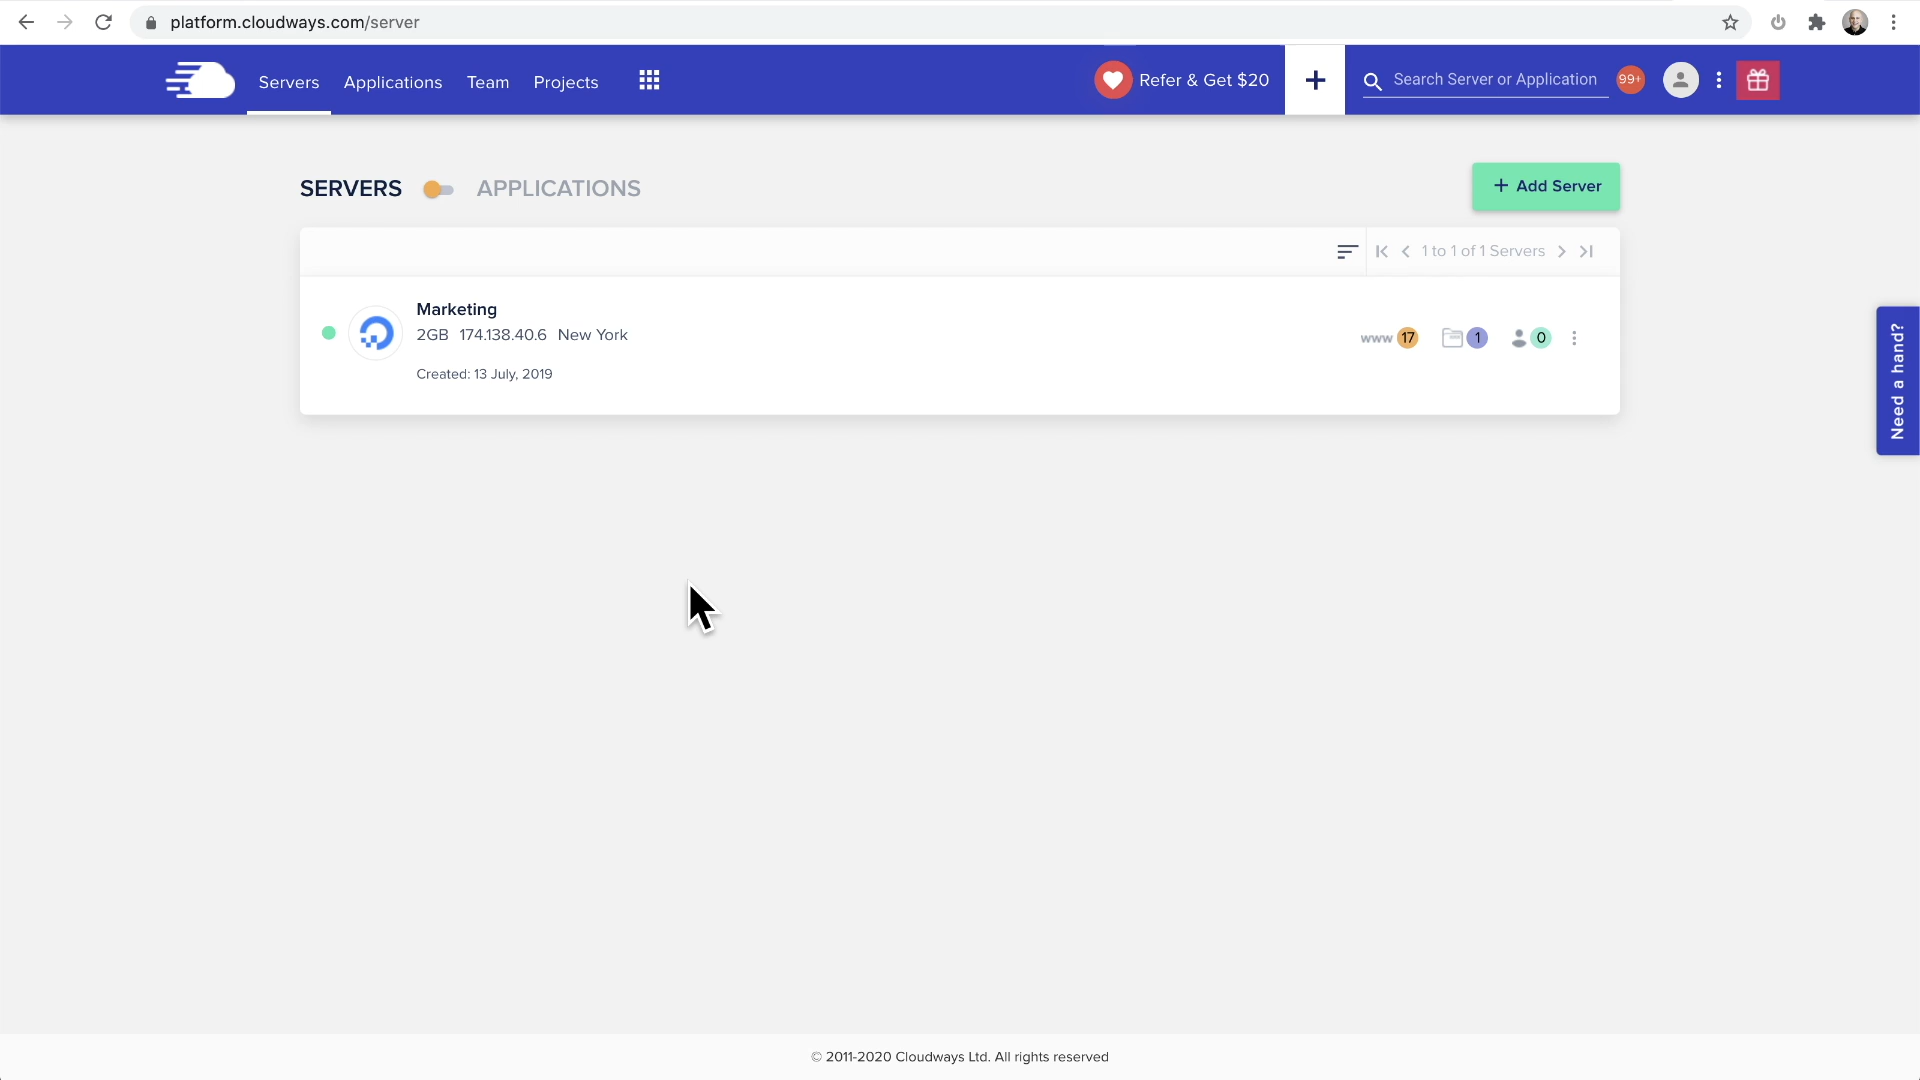 platform.cloudways.com/server
Servers Applications Team Projects Refer & Get $20 + Search Server or Application 99+
SERVERS APPLICATIONS + Add Server
1 to 1 of 1 Servers
Marketing
2GB 174.138.40.6 New York
www 17 1 0
Created: 13 July, 2019
Need a hand?
© 2011-2020 Cloudways Ltd. All rights reserved